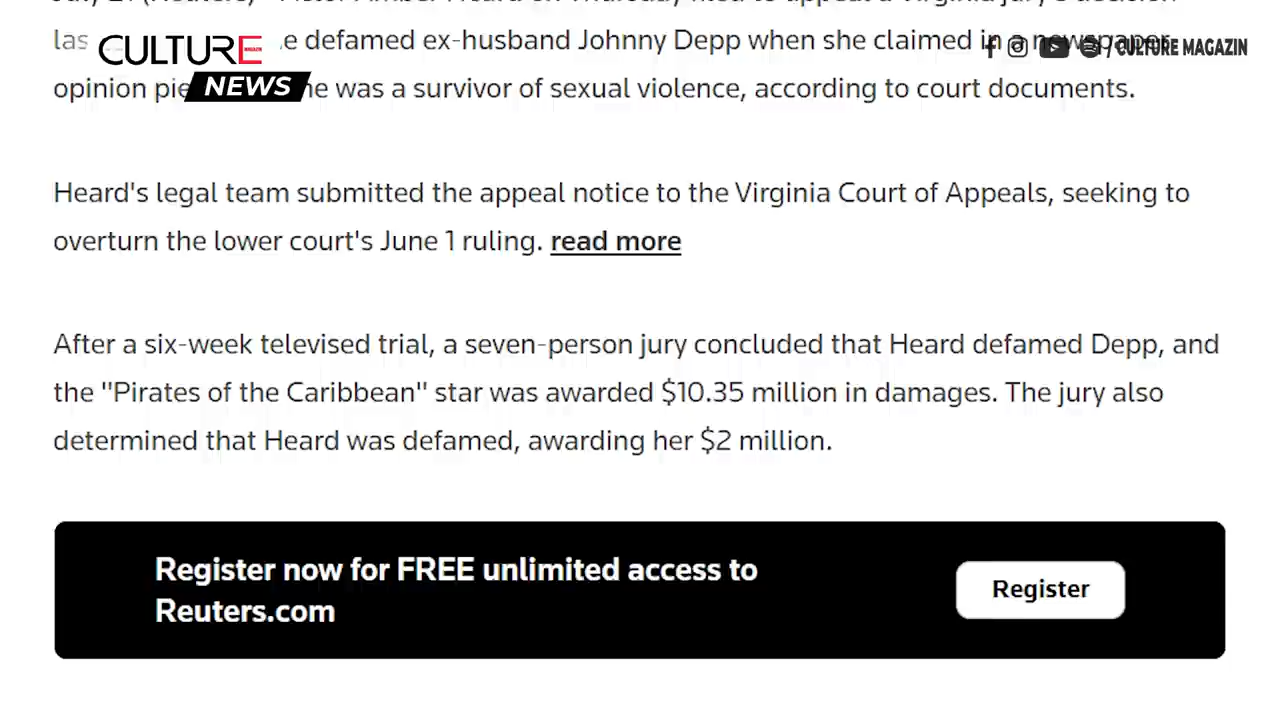 las
e defamed ex-husband Johnny Depp when she claimed in a newspaper
opinion pie
he was a survivor of sexual violence, according to court documents.
CULTURE
NEWS
/ CULTURE MAGAZIN
Heard's legal team submitted the appeal notice to the Virginia Court of Appeals, seeking to
overturn the lower court's June 1 ruling. read more
After a six-week televised trial, a seven-person jury concluded that Heard defamed Depp, and
the "Pirates of the Caribbean" star was awarded $10.35 million in damages. The jury also
determined that Heard was defamed, awarding her $2 million.
Register now for FREE unlimited access to
Reuters.com
Register